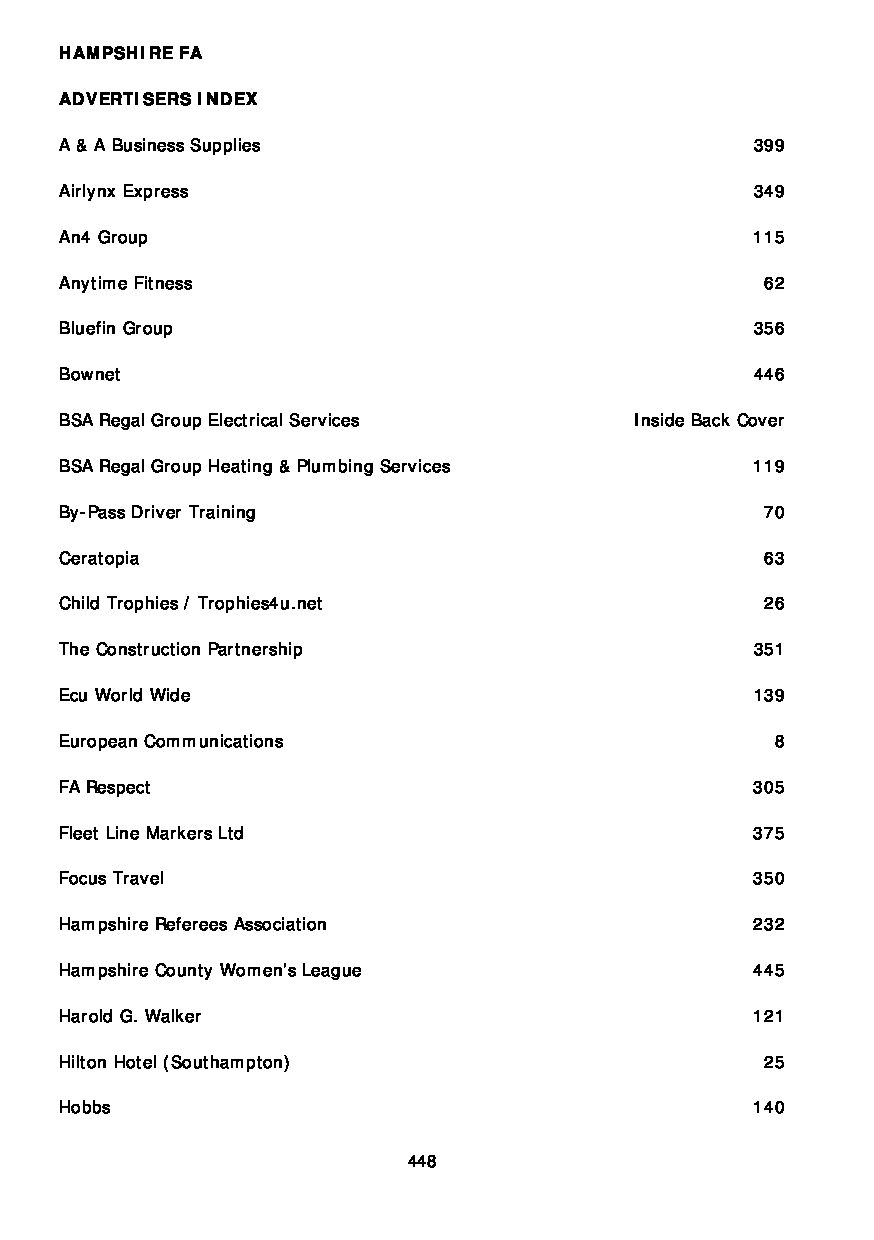 HAMPSHIRE FA
ADVERTISERS INDEX
A & A Business Supplies 399
Airlynx Express 349
An4 Group 115
Anytime Fitness 62
Bluefin Group 356
Bownet 446
BSA Regal Group Electrical Services Inside Back Cover
BSA Regal Group Heating & Plumbing Services 119
By-Pass Driver Training 70
Ceratopia 63
Child Trophies / Trophies4u.net 26
The Construction Partnership 351
Ecu World Wide 139
European Communications 8
FA Respect 305
Fleet Line Markers Ltd 375
Focus Travel 350
Hampshire Referees Association 232
Hampshire County Women's League 445
Harold G. Walker 121
Hilton Hotel (Southampton) 25
Hobbs 140
448